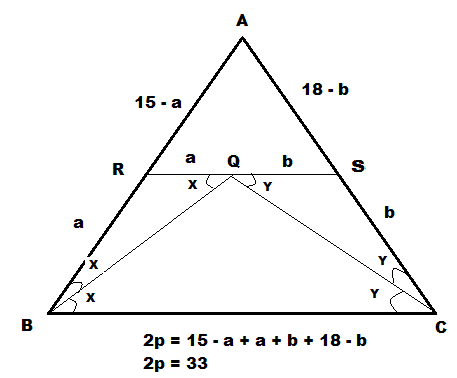 A
15 - a
18 - b
R
a
Q
b
S
X
Y
a
b
X
Y
X
Y
B
C
2p = 15 - a + a + b + 18 - b
2p = 33